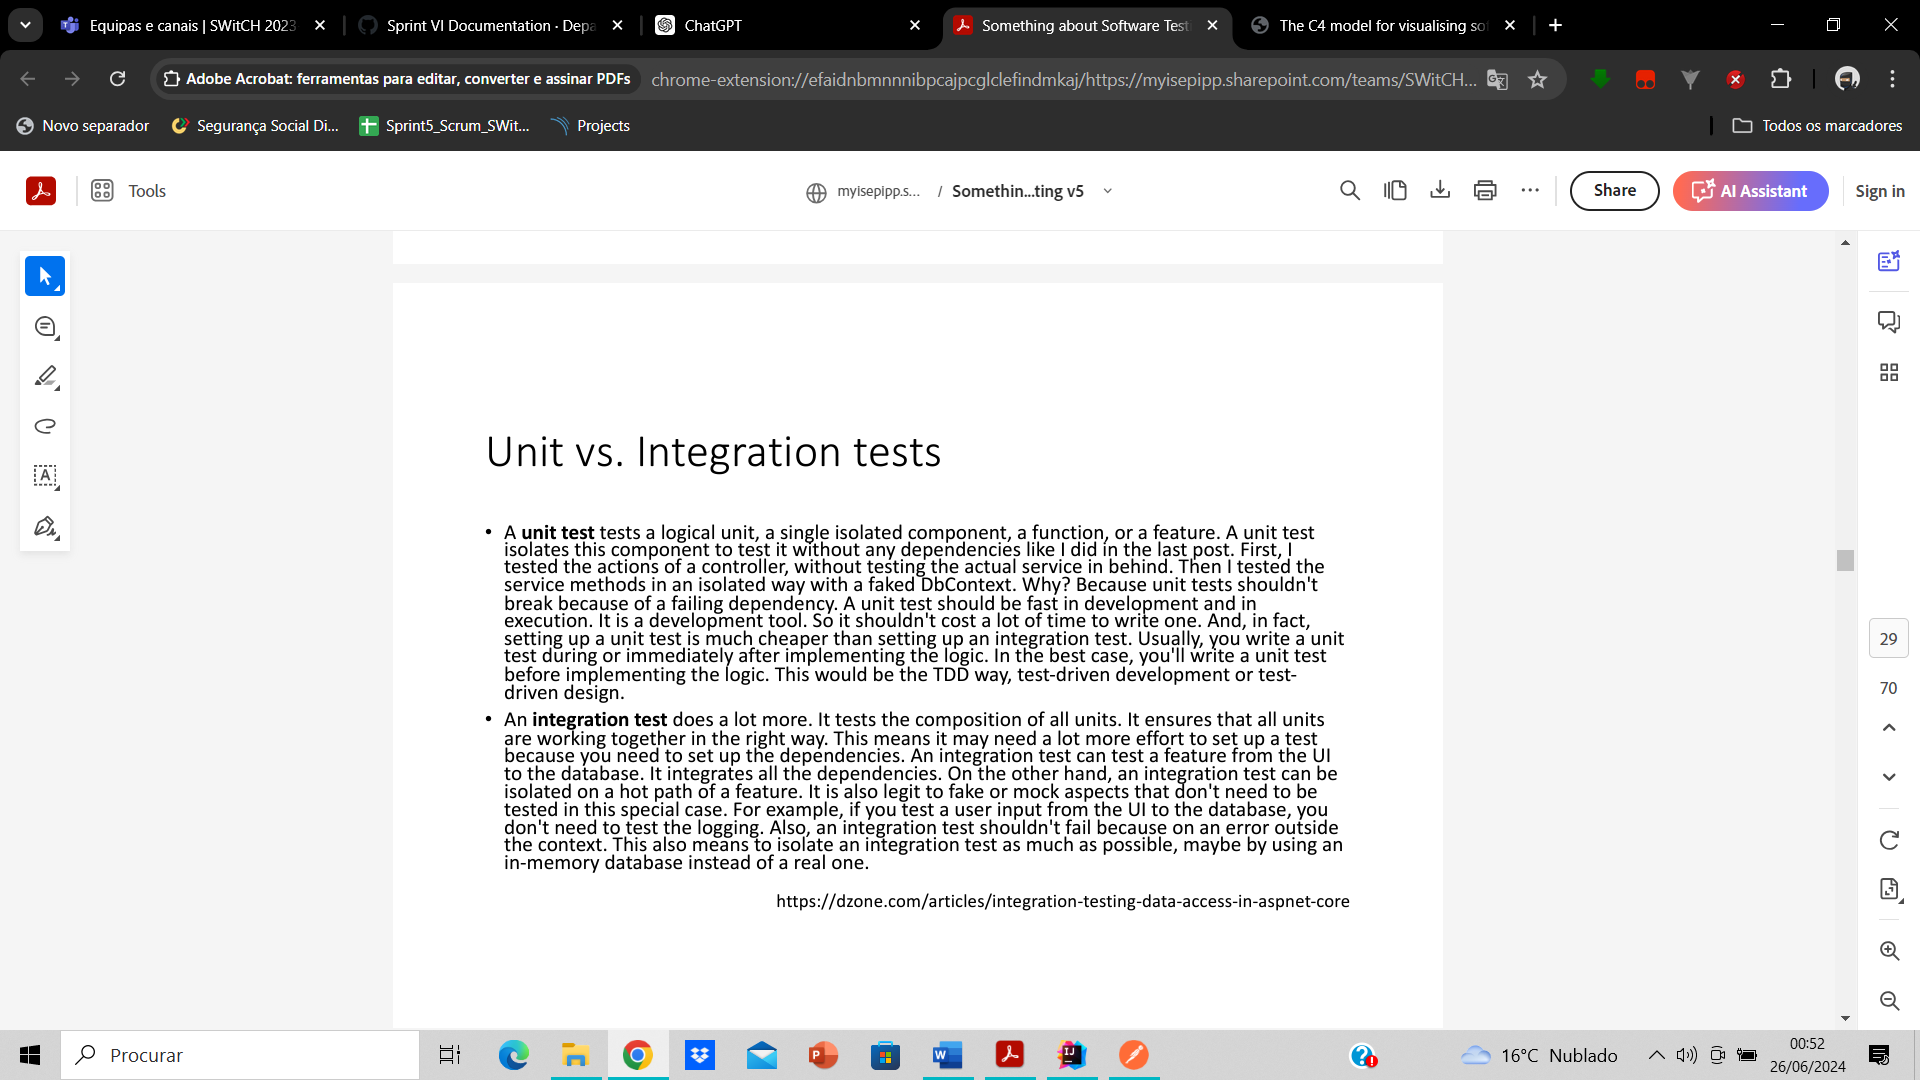 Equipas e canais | SWitCH 2023
Sprint VI Documentation · Depa
ChatGPT
Something about Software Test
The C4 model for visualising so
Adobe Acrobat: ferramentas para editar, converter e assinar PDFs
chrome-extension://efaidnbmnnnibpcajpcglclefindmkaj/https://myisepipp.sharepoint.com/teams/SWitCH...
Novo separador
Segurança Social Di...
Sprint5_Scrum_SWit...
Projects
Todos os marcadores
Tools
myisepipp.s...
/
Somethin...ting v5
Share
AI Assistant
Sign in
Unit vs. Integration tests
• A unit test tests a logical unit, a single isolated component, a function, or a feature. A unit test
isolates this component to test it without any dependencies like I did in the last post. First, I
tested the actions of a controller, without testing the actual service in behind. Then I tested the
service methods in an isolated way with a faked DbContext. Why? Because unit tests shouldn't
break because of a failing dependency. A unit test should be fast in development and in
execution. It is a development tool. So it shouldn't cost a lot of time to write one. And, in fact,
setting up a unit test is much cheaper than setting up an integration test. Usually, you write a unit
test during or immediately after implementing the logic. In the best case, you'll write a unit test
before implementing the logic. This would be the TDD way, test-driven development or test-
driven design.
• An integration test does a lot more. It tests the composition of all units. It ensures that all units
are working together in the right way. This means it may need a lot more effort to set up a test
because you need to set up the dependencies. An integration test can test a feature from the UI
to the database. It integrates all the dependencies. On the other hand, an integration test can be
isolated on a hot path of a feature. It is also legit to fake or mock aspects that don't need to be
tested in this special case. For example, if you test a user input from the UI to the database, you
don't need to test the logging. Also, an integration test shouldn't fail because on an error outside
the context. This also means to isolate an integration test as much as possible, maybe by using an
in-memory database instead of a real one.
https://dzone.com/articles/integration-testing-data-access-in-aspnet-core
29
70
Procurar
16°C Nublado
00:52
26/06/2024